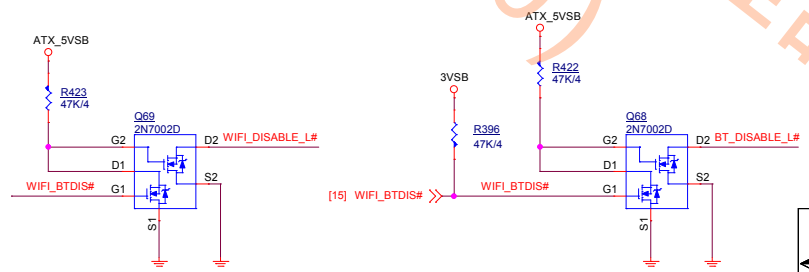 ATX_5VSB
R423
47K/4
Q69
2N7002D
G2
D2
WIFI_DISABLE_L#
D1
S2
WIFI_BTDIS#
G1
S1
ATX_5VSB
R422
47K/4
3VSB
R396
47K/4
Q68
2N7002D
G2
D2
BT_DISABLE_L#
D1
S2
[15] WIFI_BTDIS#
WIFI_BTDIS#
G1
S1